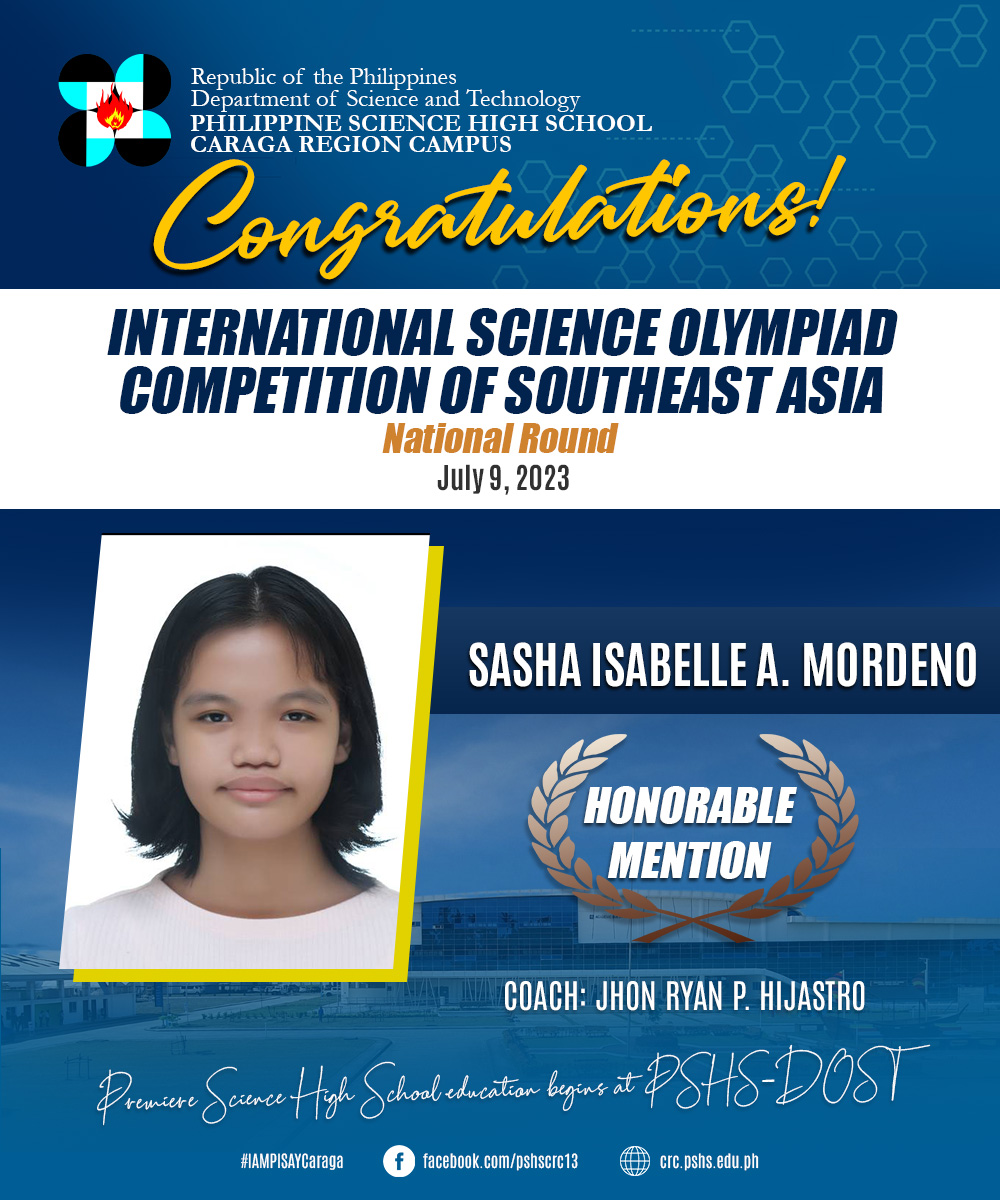 Republic of the Philippines
Department of Science and Technology
PHILIPPINE SCIENCE HIGH SCHOOL
CARAGA REGION CAMPUS
Congratulations!
INTERNATIONAL SCIENCE OLYMPIAD
COMPETITION OF SOUTHEAST ASIA
National Round
July 9, 2023
SASHA ISABELLE A. MORDENO
HONORABLE
MENTION
COACH: JHON RYAN P. HIJASTRO
Premiere Science High School education begins at PSHS-DOST
#IAMPISAYCaraga
facebook.com/pshscrc13
crc.pshs.edu.ph